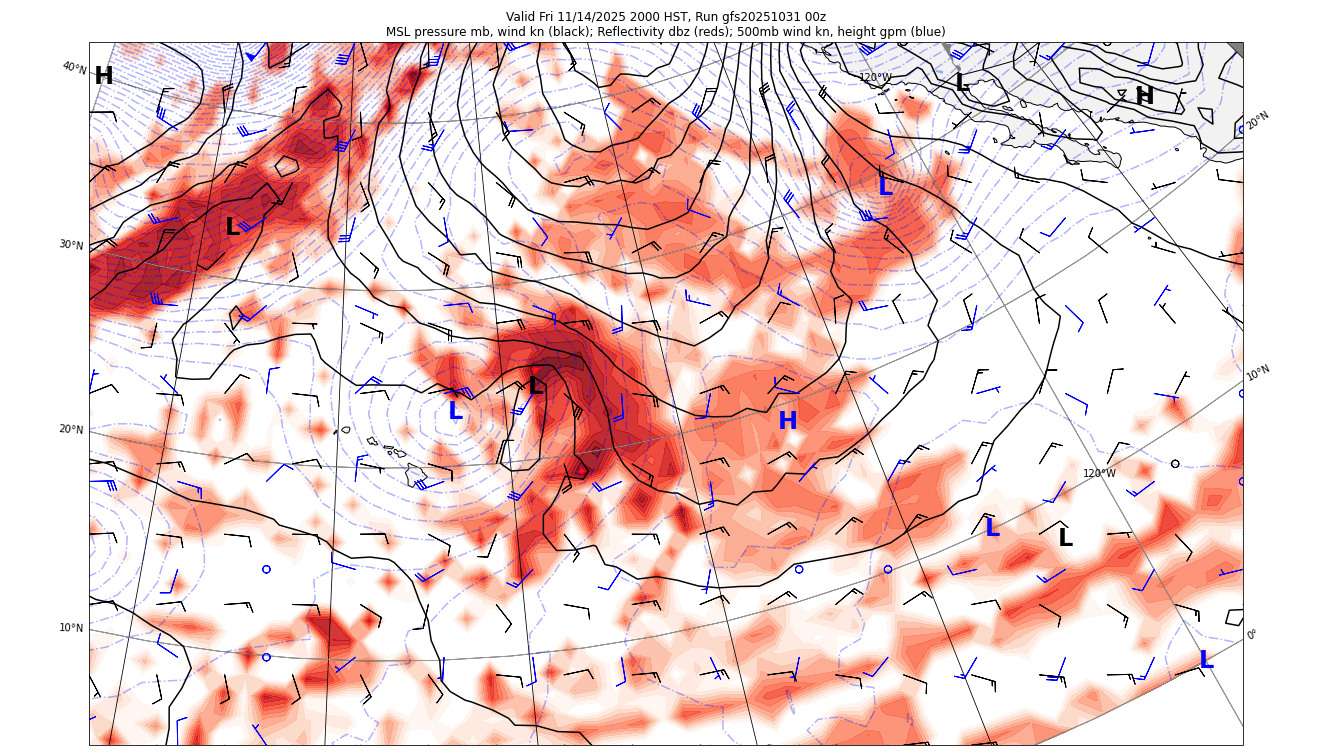 Valid Fri 11/14/2025 2000 HST, Run gfs20251031 00z
MSL pressure mb, wind kn (black); Reflectivity dbz (reds); 500mb wind kn, height gpm (blue)
40°N
H
120°W
L
H
20°N
L
L
30°N
L
L
H
10°N
20°N
120°W
L
L
10°N
0°
L